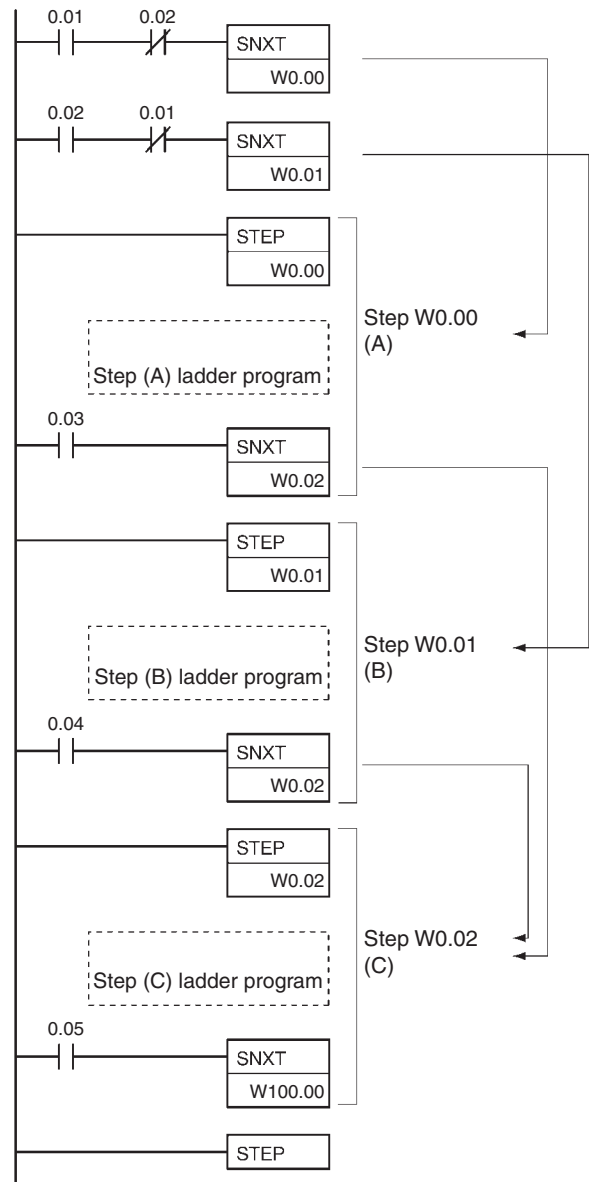 0.01 0.02
SNXT
W0.00
0.02 0.01
SNXT
W0.01
STEP
W0.00
Step W0.00
(A)
Step (A) ladder program
0.03
SNXT
W0.02
STEP
W0.01
Step W0.01
(B)
Step (B) ladder program
0.04
SNXT
W0.02
STEP
W0.02
Step W0.02
(C)
Step (C) ladder program
0.05
SNXT
W100.00
STEP